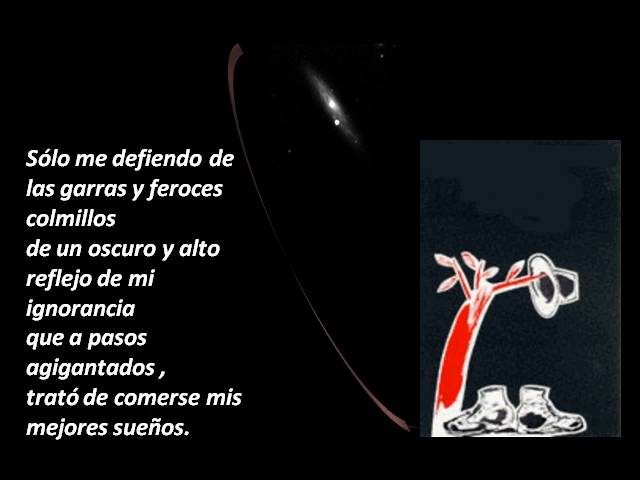 Sólo me defiendo de
las garras y feroces
colmillos
de un oscuro y alto
reflejo de mi
ignorancia
que a pasos
agigantados ,
trató de comerse mis
mejores sueños.